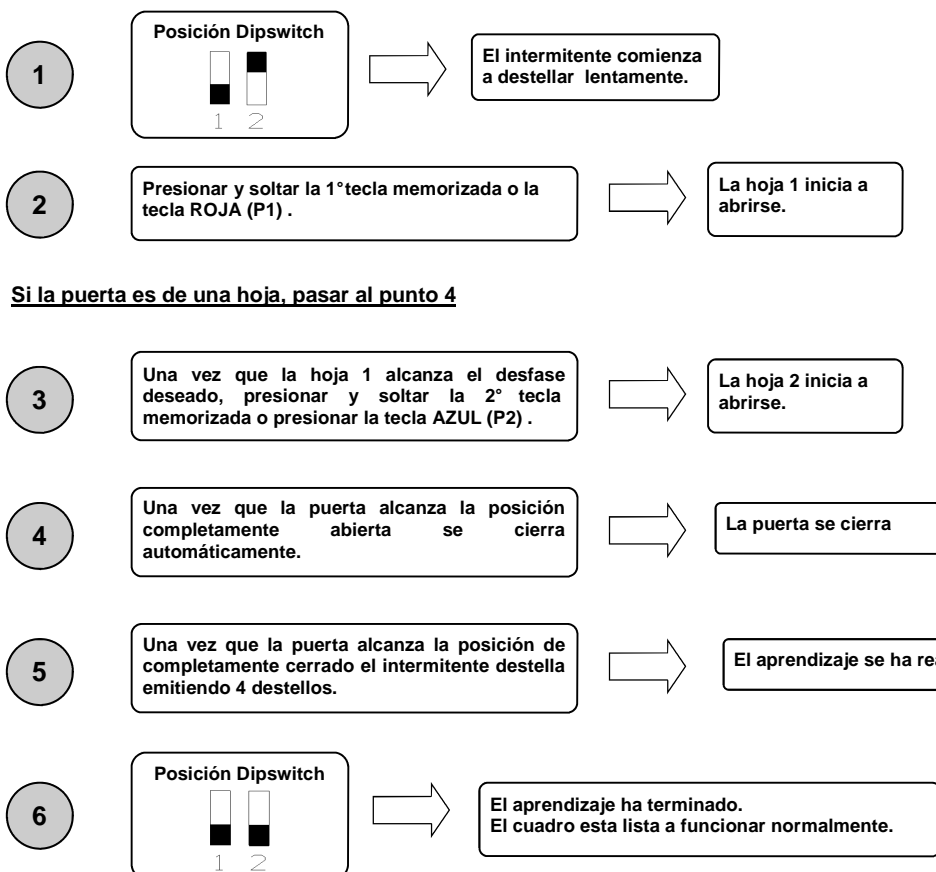 Posición Dipswitch
1
1 2
El intermitente comienza
a destellar lentamente.
2
Presionar y soltar la 1°tecla memorizada o la
tecla ROJA (P1) .
La hoja 1 inicia a
abrirse.
Si la puerta es de una hoja, pasar al punto 4
3
Una vez que la hoja 1 alcanza el desfase
deseado, presionar y soltar la 2° tecla
memorizada o presionar la tecla AZUL (P2) .
La hoja 2 inicia a
abrirse.
4
Una vez que la puerta alcanza la posición
completamente abierta se cierra
automáticamente.
La puerta se cierra
5
Una vez que la puerta alcanza la posición de
completamente cerrado el intermitente destella
emitiendo 4 destellos.
El aprendizaje se ha
6
Posición Dipswitch
1 2
El aprendizaje ha terminado.
El cuadro esta lista a funcionar normalmente.